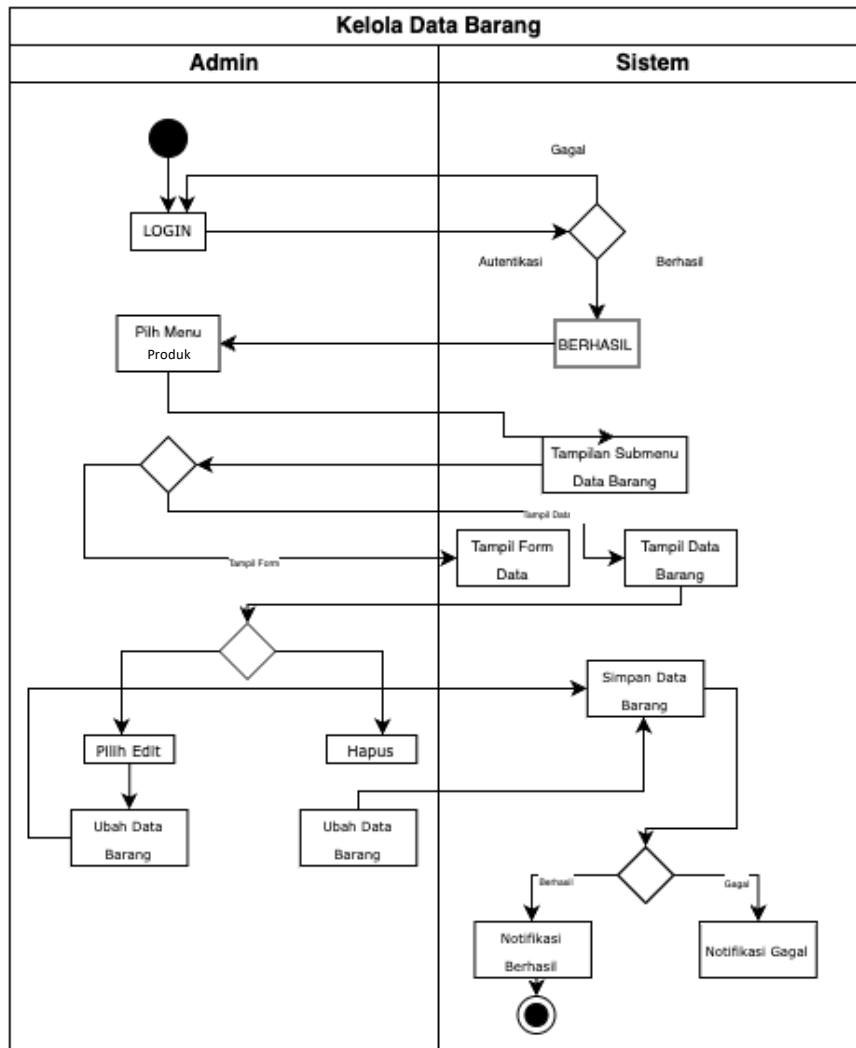 Kelola Data Barang
Admin
Sistem
Gagal
LOGIN
Autentikasi
Berhasil
Pilh Menu
Produk
BERHASIL
Tampilan Submenu
Data Barang
Tampil Data
Tampil Form
Tampil Form
Data
Tampil Data
Barang
Simpan Data
Barang
Pilih Edit
Hapus
Ubah Data
Barang
Ubah Data
Barang
Berhasil
Gagal
Notifikasi
Berhasil
Notifikasi Gagal